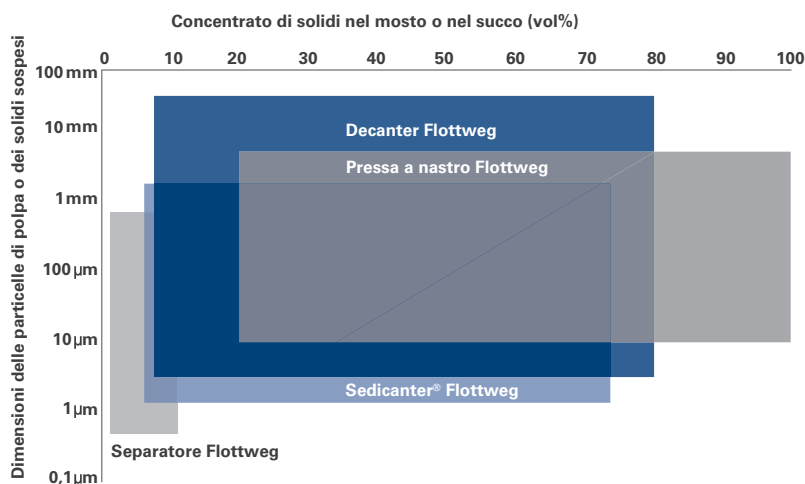 Concentrato di solidi nel mosto o nel succo (vol%)
0 10 20 30 40 50 60 70 80 90 100
Dimensioni delle particelle di polpa o dei solidi sospesi
100 mm
10 mm
1 mm
100 µm
10 µm
1 µm
0,1 µm
Decanter Flottweg
Pressa a nastro Flottweg
Sedicanter® Flottweg
Separatore Flottweg